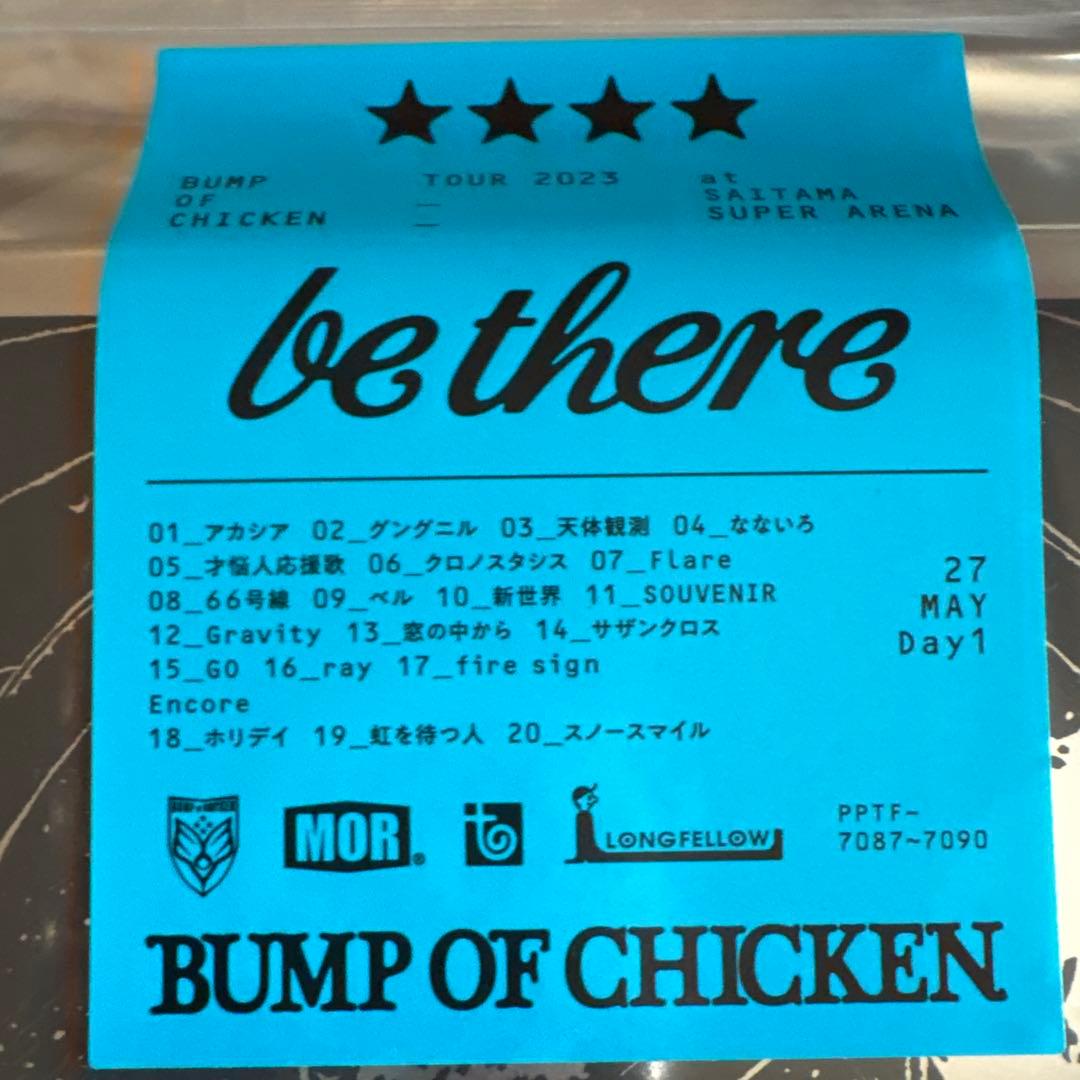 ★★★★
BUMP
OF
CHICKEN
TOUR 2023
_
_
at
SAITAMA
SUPER ARENA
be there
01_アカシア 02_グングニル 03_天体観測 04_なないろ
05_才悩人応援歌 06_クロノスタシス 07_Flare
08_66号線 09_ベル 10_新世界 11_SOUVENIR
12_Gravity 13_窓の中から 14_サザンクロス
15_GO 16_ray 17_fire sign
Encore
18_ホリデイ 19_虹を待つ人 20_スノースマイル
27
MAY
Day1
BUMP OF CHICKEN
MOR®
t
LONGFELLOW
PPTF-
7087~7090
BUMP OF CHICKEN